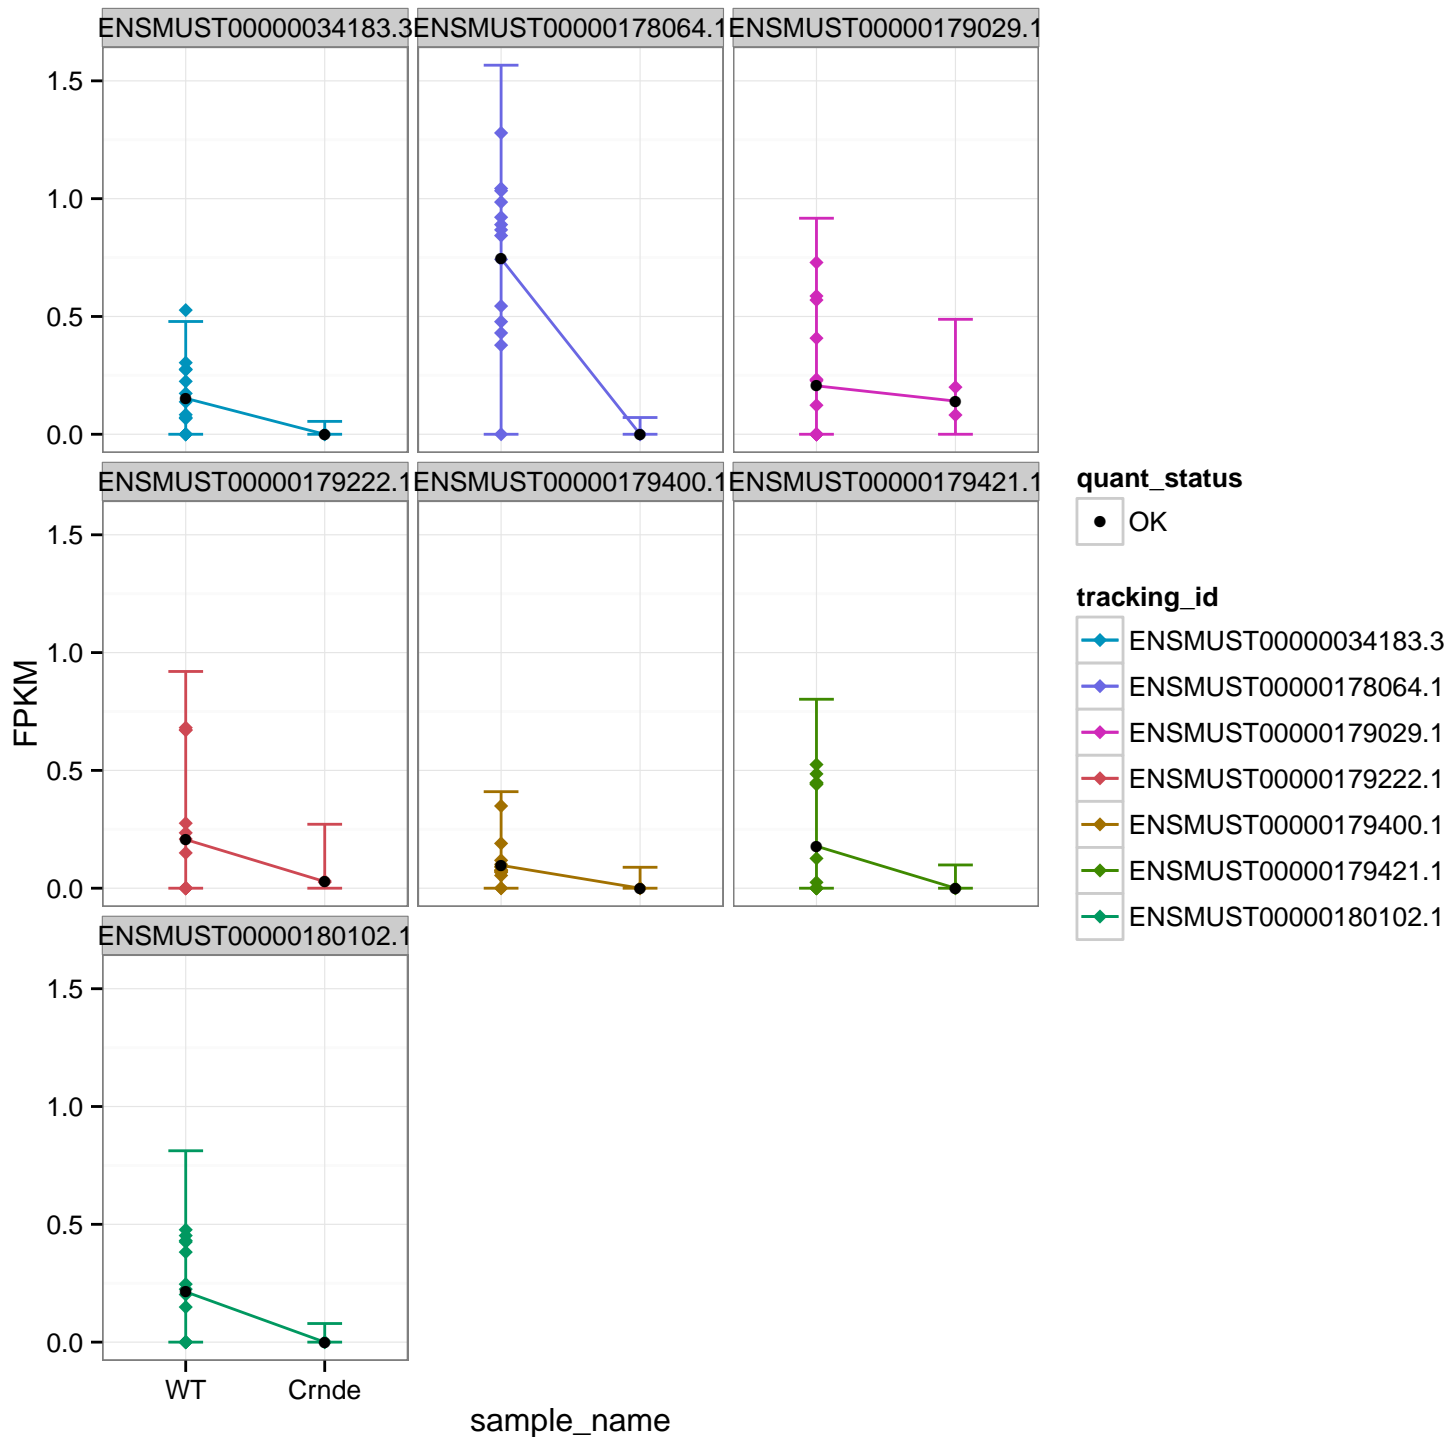 ENSMUST00000034183.3 ENSMUST00000178064.1 ENSMUST00000179029.1
1.5
1.0
0.5
0.0
ENSMUST00000179222.1 ENSMUST00000179400.1 ENSMUST00000179421.1
1.5
1.0
0.5
0.0
ENSMUST00000180102.1
1.5
1.0
0.5
0.0
WT Crnde
sample_name
FPKM
quant_status
OK
tracking_id
ENSMUST00000034183.3
ENSMUST00000178064.1
ENSMUST00000179029.1
ENSMUST00000179222.1
ENSMUST00000179400.1
ENSMUST00000179421.1
ENSMUST00000180102.1